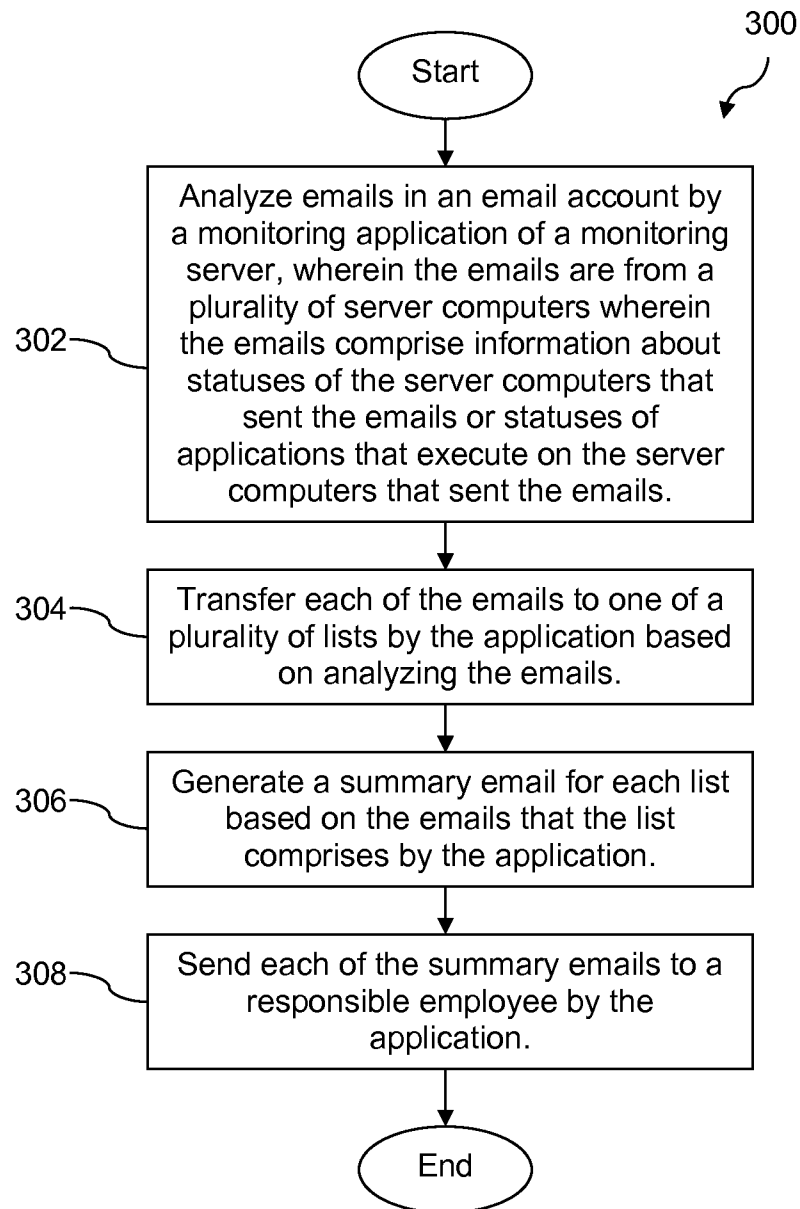 300
Start
Analyze emails in an email account by
a monitoring application of a monitoring
server, wherein the emails are from a
plurality of server computers wherein
the emails comprise information about
statuses of the server computers that
sent the emails or statuses of
applications that execute on the server
computers that sent the emails.
302
Transfer each of the emails to one of a
plurality of lists by the application based
on analyzing the emails.
304
Generate a summary email for each list
based on the emails that the list
comprises by the application.
306
Send each of the summary emails to a
responsible employee by the
application.
308
End